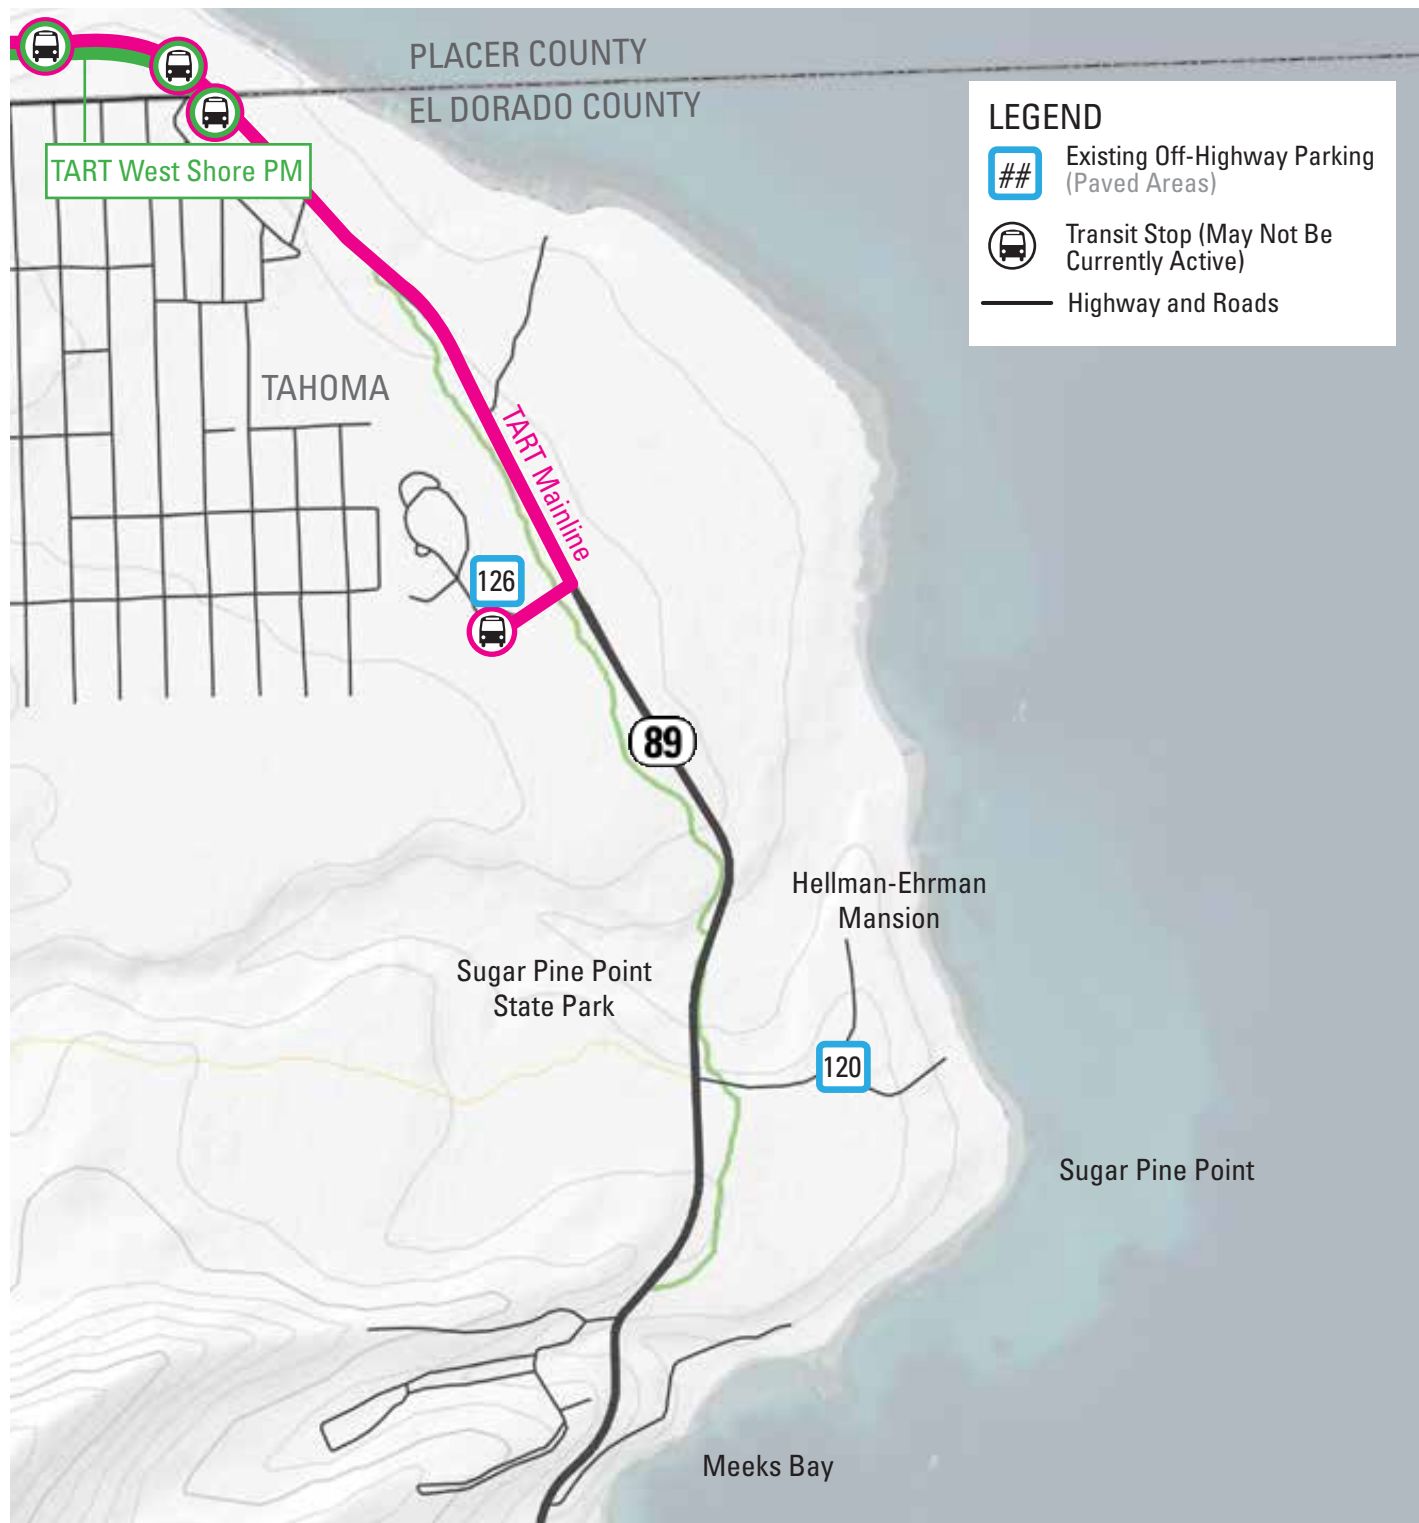 PLACER COUNTY
EL DORADO COUNTY
LEGEND
##
Existing Off-Highway Parking
(Paved Areas)
Transit Stop (May Not Be
Currently Active)
Highway and Roads
TART West Shore PM
TAHOMA
TART Mainline
126
89
Hellman-Ehrman
Mansion
Sugar Pine Point
State Park
120
Sugar Pine Point
Meeks Bay